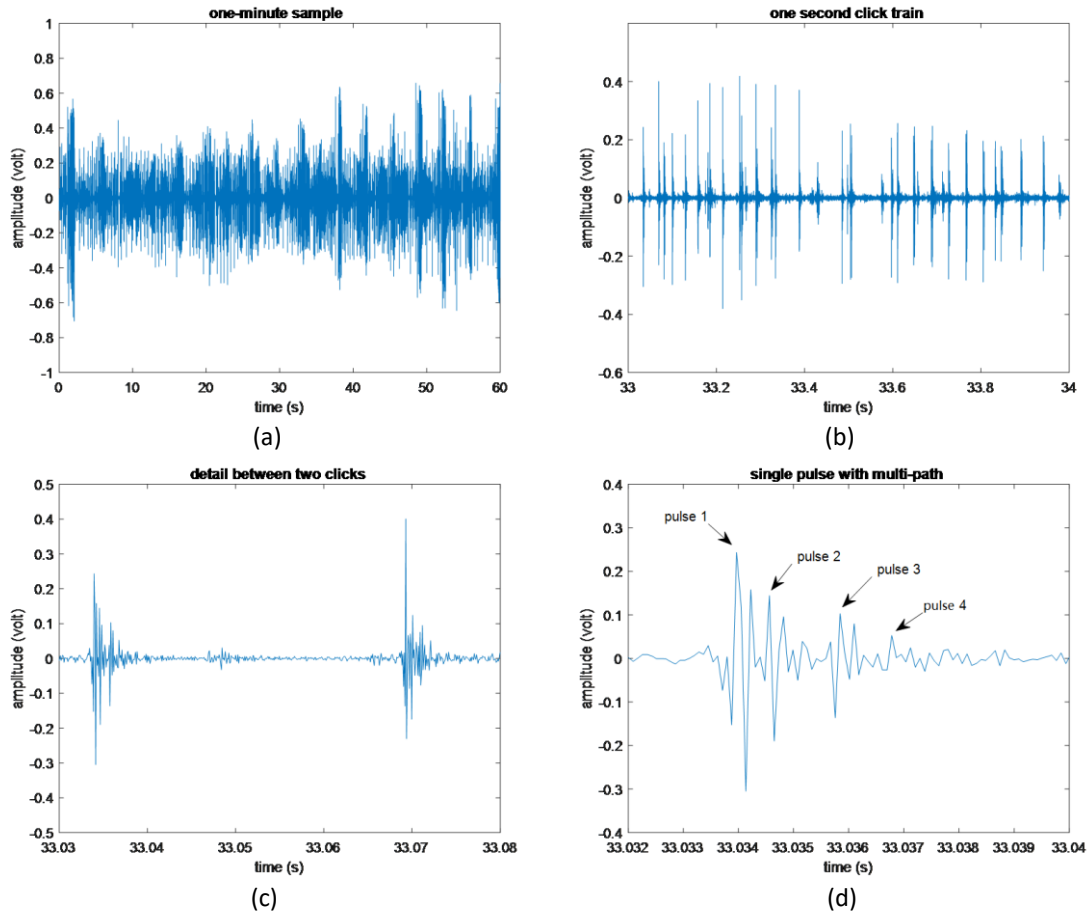 one-minute sample
1
0.8
0.6
0.4
0.2
0
-0.2
-0.4
-0.6
-0.8
-1
amplitude (volt)
0 10 20 30 40 50 60
time (s)
(a)
one second click train
0.4
0.2
0
-0.2
-0.4
-0.6
amplitude (volt)
33 33.2 33.4 33.6 33.8 34
time (s)
(b)
detail between two clicks
0.5
0.4
0.3
0.2
0.1
0
-0.1
-0.2
-0.3
-0.4
-0.5
amplitude (volt)
33.03 33.04 33.05 33.06 33.07 33.08
time (s)
(c)
single pulse with multi-path
0.4
0.3
0.2
0.1
0
-0.1
-0.2
-0.3
-0.4
amplitude (volt)
pulse 1
pulse 2
pulse 3
pulse 4
33.032 33.033 33.034 33.035 33.036 33.037 33.038 33.039 33.04
time (s)
(d)